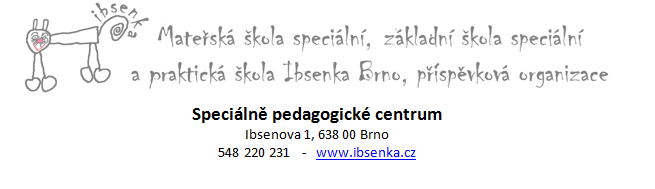 ibsenka
Mateřská škola speciální, základní škola speciální
a praktická škola Ibsenka Brno, příspěvková organizace
Speciálně pedagogické centrum
Ibsenova 1, 638 00 Brno
548 220 231 - www.ibsenka.cz